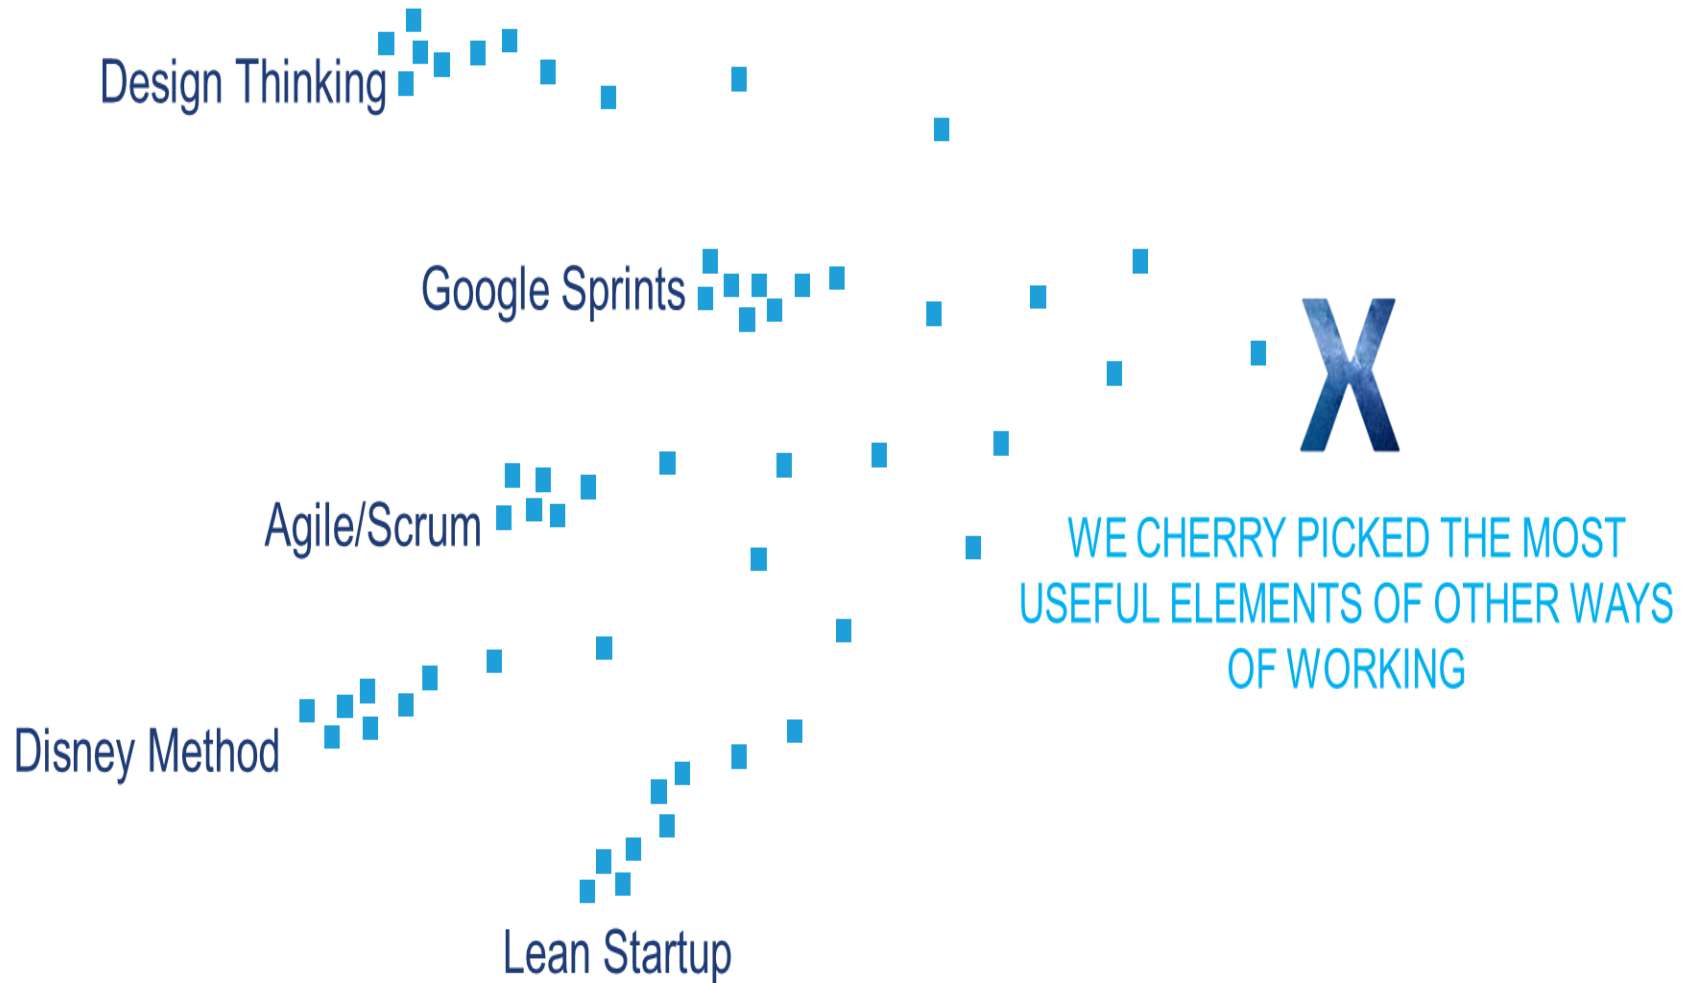 Design Thinking
Google Sprints
X
Agile/Scrum
WE CHERRY PICKED THE MOST
USEFUL ELEMENTS OF OTHER WAYS
OF WORKING
Disney Method
Lean Startup